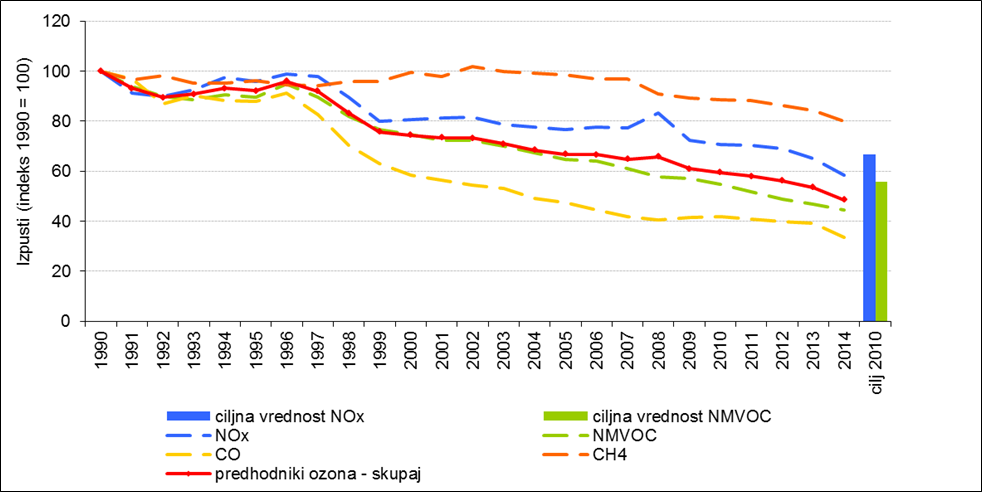 Izpusti (indeks 1990 = 100)
120
100
80
60
40
20
0
1990 1991 1992 1993 1994 1995 1996 1997 1998 1999 2000 2001 2002 2003 2004 2005 2006 2007 2008 2009 2010 2011 2012 2013 2014 cilj 2010
ciljna vrednost NOx ciljna vrednost NMVOC
NOx NMVOC
CO CH4
predhodniki ozona - skupaj